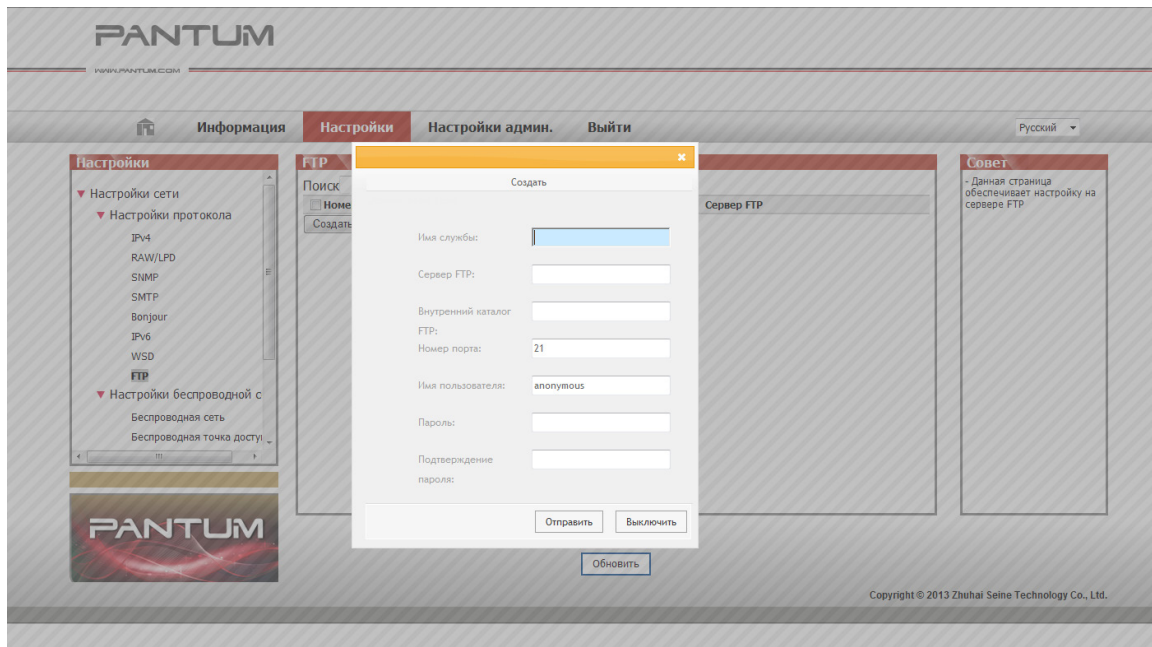 PANTUM
WWW.PANTUM.COM
Информация Настройки Настройки админ. Выйти Русский
Настройки
Настройки сети
Настройки протокола
IPv4
RAW/LPD
SNMP
SMTP
Bonjour
IPv6
WSD
FTP
Настройки беспроводной с
Беспроводная сеть
Беспроводная точка досту
PANTUM
FTP
Поиск
Номе
Сервер FTP
Создать
Создать
Имя службы:
Сервер FTP:
Внутренний каталог
FTP:
Номер порта: 21
Имя пользователя: anonymous
Пароль:
Подтверждение
пароля:
Отправить Выключить
Обновить
Совет
- Данная страница
обеспечивает настройку на
сервере FTP
Copyright © 2013 Zhuhai Seine Technology Co., Ltd.